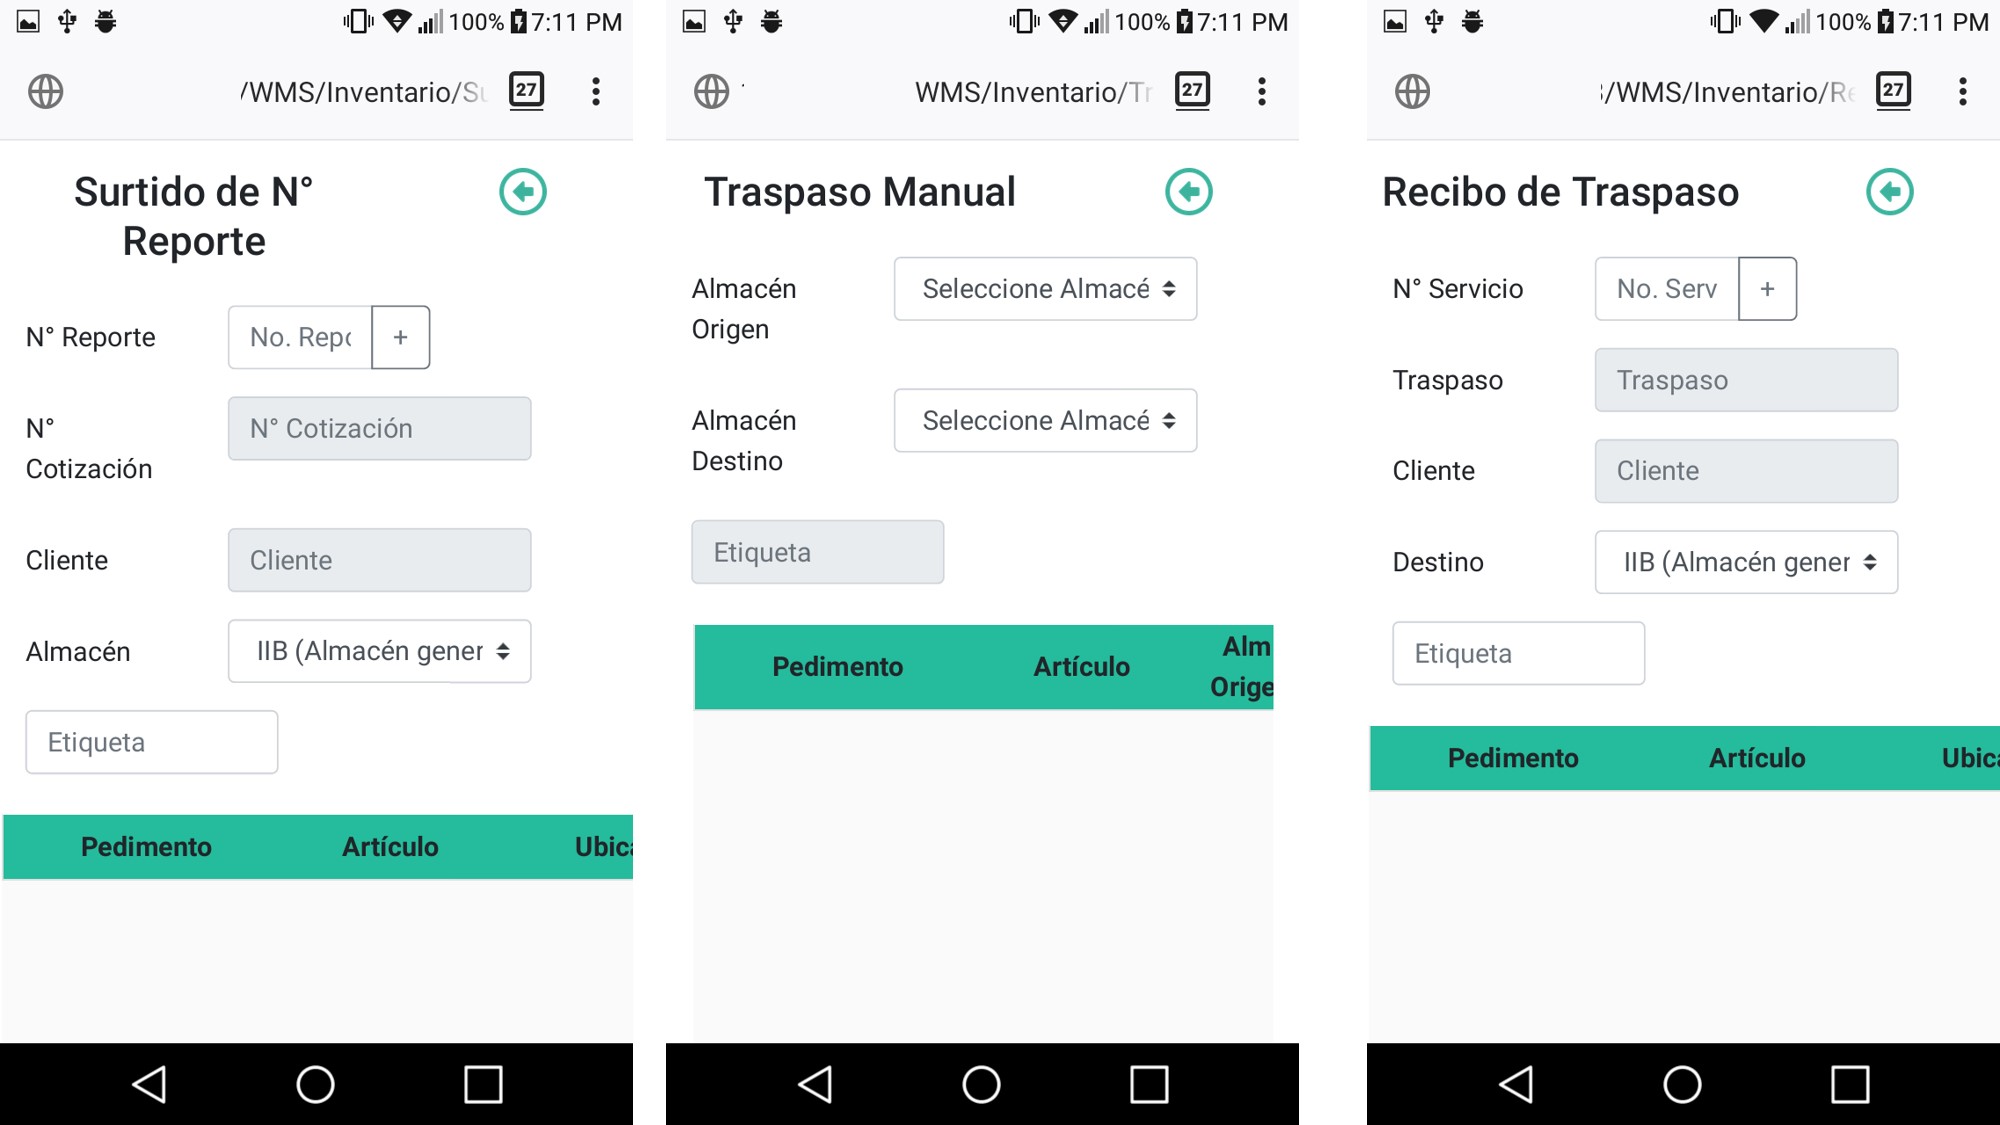 100% 7:11 PM
/WMS/Inventario/Su
27
Surtido de N°
Reporte
N° Reporte
No. Repo
+
N°
Cotización
N° Cotización
Cliente
Cliente
Almacén
IIB (Almacén gener
Etiqueta
Pedimento Artículo Ubica
100% 7:11 PM
WMS/Inventario/Tr
27
Traspaso Manual
Almacén
Origen
Seleccione Almacé
Almacén
Destino
Seleccione Almacé
Etiqueta
Pedimento Artículo Alm
Orige
100% 7:11 PM
/WMS/Inventario/Re
27
Recibo de Traspaso
N° Servicio
No. Serv
+
Traspaso
Traspaso
Cliente
Cliente
Destino
IIB (Almacén gener
Etiqueta
Pedimento Artículo Ubica